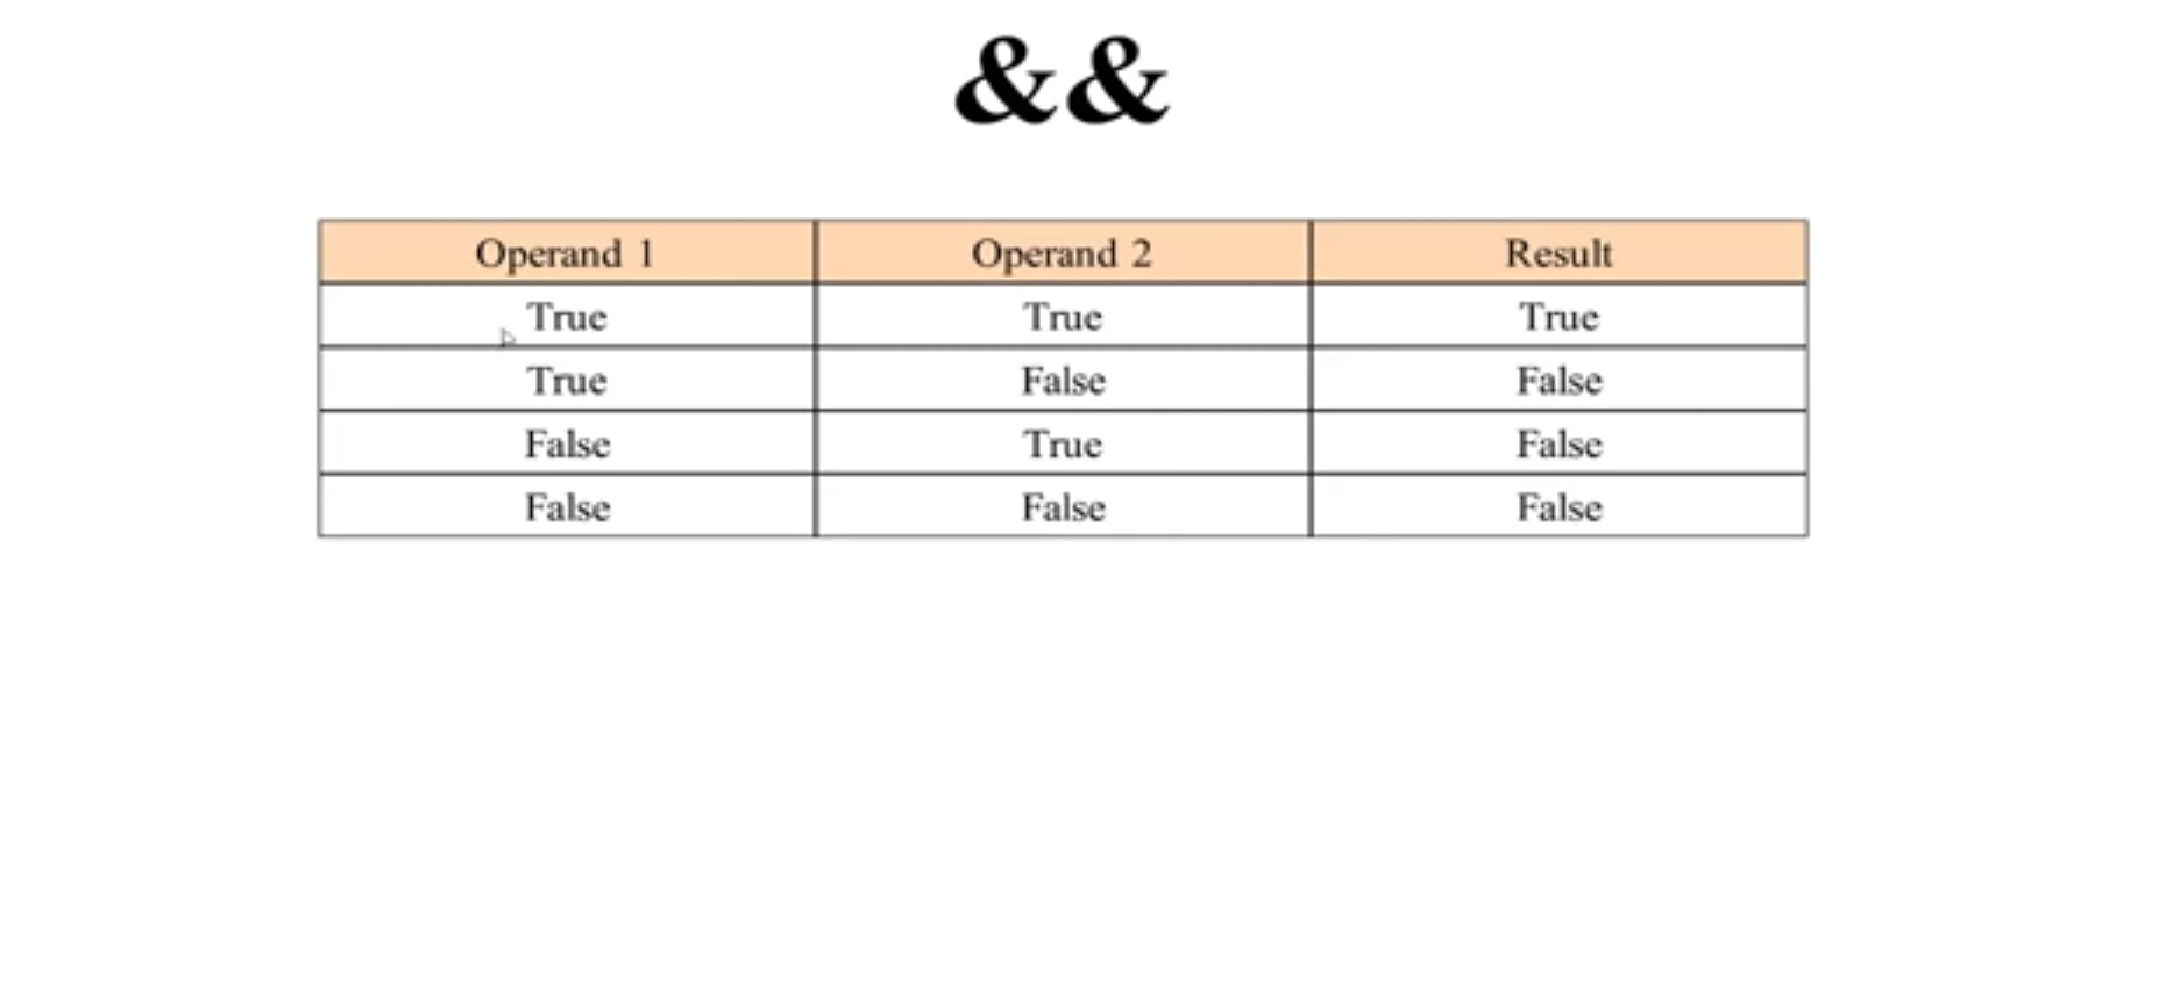 &&
Operand 1 Operand 2 Result
True True True
True False False
False True False
False False False